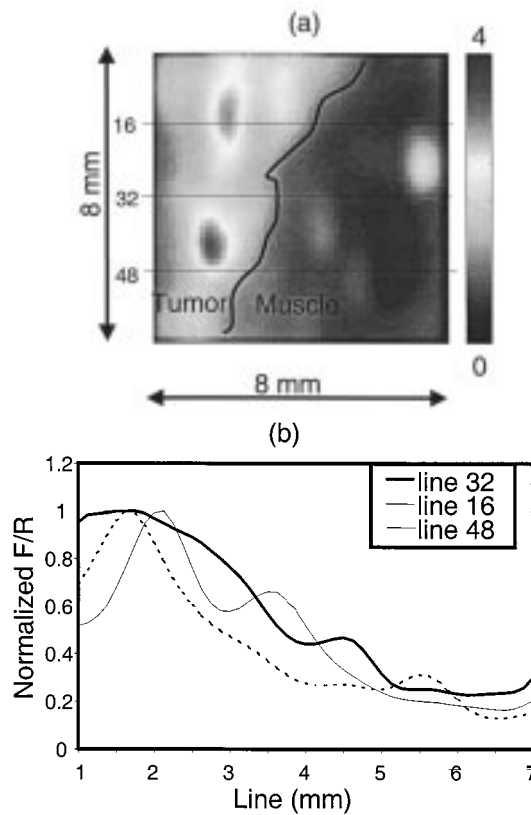 (a)
4
16
32
48
8 mm
Tumor Muscle
0
8 mm
(b)
1.2
1
0.8
0.6
0.4
0.2
0
Normalized F/R
line 32
line 16
line 48
1 2 3 4 5 6 7
Line (mm)